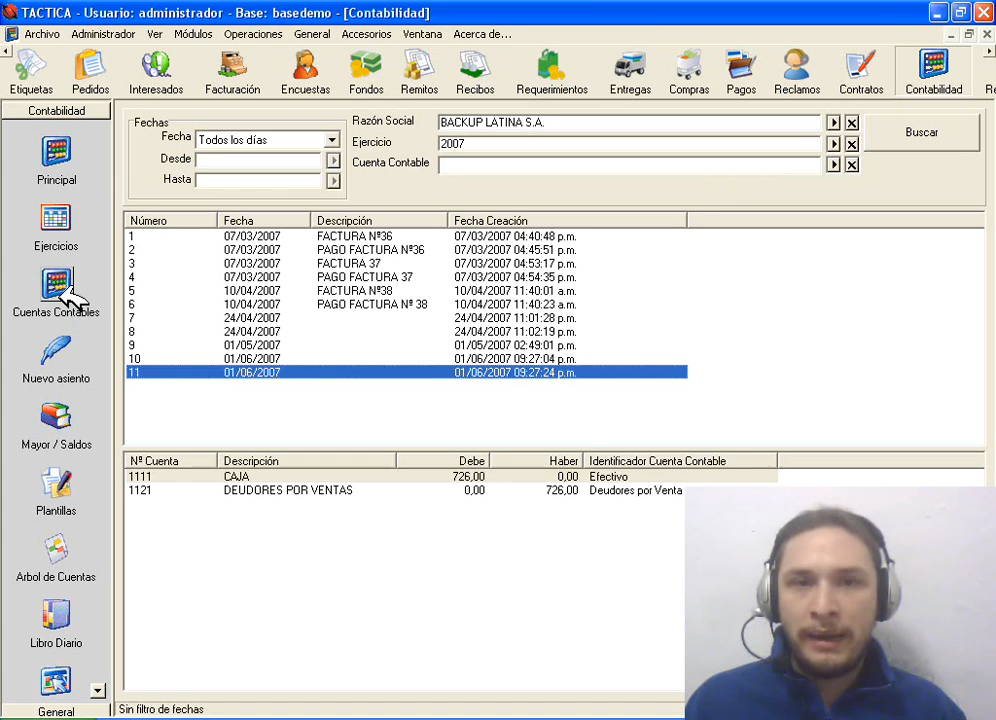 TACTICA - Usuario: administrador - Base: basedemo - [Contabilidad]
Archivo Administrador Ver Módulos Operaciones General Accesorios Ventana Acerca de...
Etiquetas Pedidos Interesados Facturación Encuestas Fondos Remitos Recibos Requerimientos Entregas Compras Pagos Reclamos Contratos Contabilidad Re
Contabilidad
Principal
Ejercicios
Cuentas Contables
Nuevo asiento
Mayor / Saldos
Plantillas
Arbol de Cuentas
Libro Diario
General
Fechas
Fecha Todos los días
Desde
Hasta
Razón Social BACKUP LATINA S.A.
Ejercicio 2007
Cuenta Contable
Buscar
Número Fecha Descripción Fecha Creación
1 07/03/2007 FACTURA Nº36 07/03/2007 04:40:48 p.m.
2 07/03/2007 PAGO FACTURA Nº36 07/03/2007 04:45:51 p.m.
3 07/03/2007 FACTURA 37 07/03/2007 04:53:17 p.m.
4 07/03/2007 PAGO FACTURA 37 07/03/2007 04:54:35 p.m.
5 10/04/2007 FACTURA Nº38 10/04/2007 11:40:01 a.m.
6 10/04/2007 PAGO FACTURA Nº 38 10/04/2007 11:40:23 a.m.
7 24/04/2007 24/04/2007 11:01:28 p.m.
8 24/04/2007 24/04/2007 11:02:19 p.m.
9 01/05/2007 01/05/2007 02:49:01 p.m.
10 01/06/2007 01/06/2007 09:27:04 p.m.
11 01/06/2007 01/06/2007 09:27:24 p.m.
Nº Cuenta Descripción Debe Haber Identificador Cuenta Contable
1111 CAJA 726,00 0,00 Efectivo
1121 DEUDORES POR VENTAS 0,00 726,00 Deudores por Venta
Sin filtro de fechas